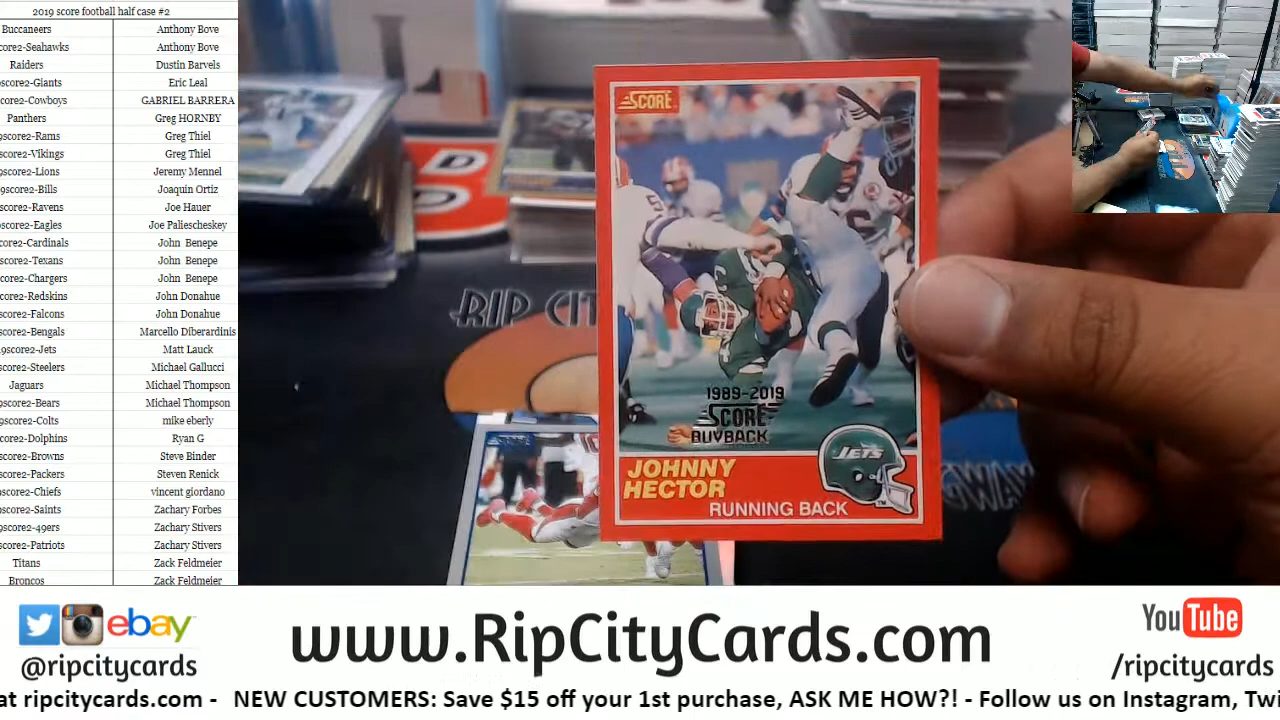 2019 score football half case #2
Buccaneers Anthony Bove
core2-Seahawks Anthony Bove
Raiders Dustin Barvels
score2-Giants Eric Leal
core2-Cowboys GABRIEL BARRERA
Panthers Greg HORNBY
9score2-Rams Greg Thiel
score2-Vikings Greg Thiel
score2-Lions Jeremy Mennel
9score2-Bills Joaquin Ortiz
core2-Ravens Joe Hauer
score2-Eagles Joe Paliescheskey
core2-Cardinals John Benepe
core2-Texans John Benepe
core2-Chargers John Benepe
core2-Redskins John Donahue
core2-Falcons John Donahue
core2-Bengals Marcello Diberardinis
9score2-Jets Matt Lauck
core2-Steelers Michael Gallucci
Jaguars Michael Thompson
score2-Bears Michael Thompson
score2-Colts mike eberly
core2-Dolphins Ryan G
core2-Browns Steve Binder
core2-Packers Steven Renick
score2-Chiefs vincent giordano
score2-Saints Zachary Forbes
score2-49ers Zachary Stivers
score2-Patriots Zachary Stivers
Titans Zack Feldmeier
Broncos Zack Feldmeier
RIP CIT
SCORE
1989-2019
SCORE
BUYBACK
JETS
JOHNNY
HECTOR
RUNNING BACK
GWAY
ebay
@ripcitycards
www.RipCityCards.com
YouTube
/ripcitycards
at ripcitycards.com - NEW CUSTOMERS: Save $15 off your 1st purchase, ASK ME HOW?! - Follow us on Instagram, Twi